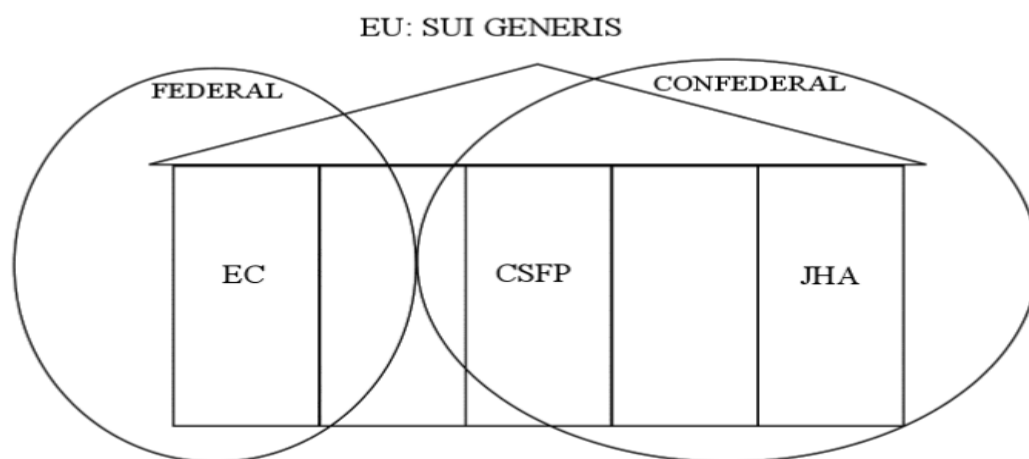 EU: SUI GENERIS
FEDERAL
CONFEDERAL
EC
CSFP
JHA